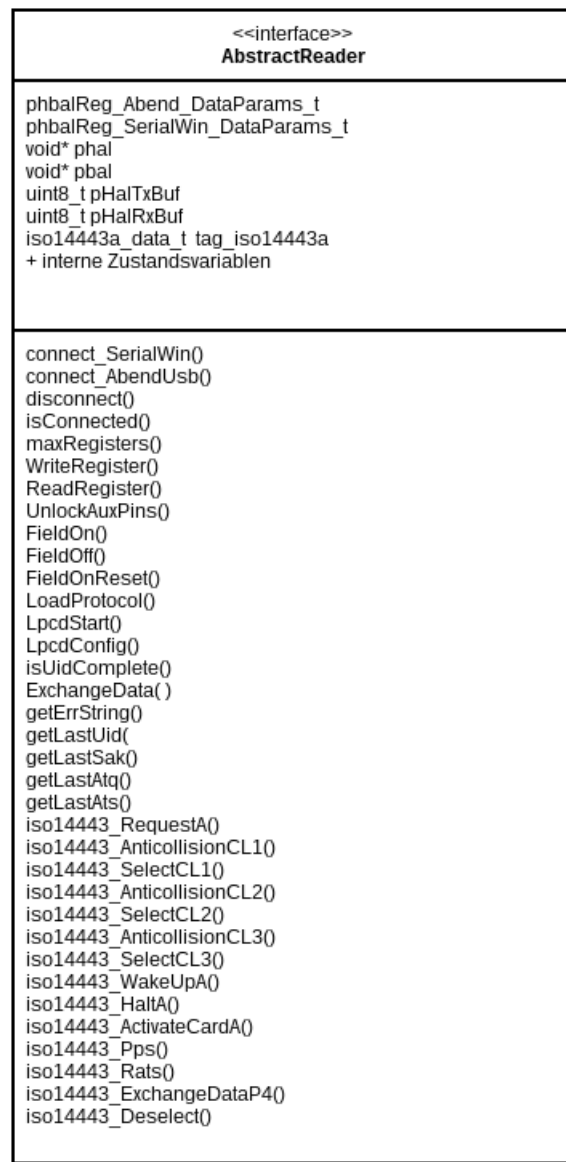 <<interface>>
AbstractReader
phbalReg_Abend_DataParams_t
phbalReg_SerialWin_DataParams_t
void* phal
void* pbal
uint8_t pHalTxBuf
uint8_t pHalRxBuf
iso14443a_data_t tag_iso14443a
+ interne Zustandsvariablen
connect_SerialWin()
connect_AbendUsb()
disconnect()
isConnected()
maxRegisters()
WriteRegister()
ReadRegister()
UnlockAuxPins()
FieldOn()
FieldOff()
FieldOnReset()
LoadProtocol()
LpcdStart()
LpcdConfig()
isUidComplete()
ExchangeData( )
getErrString()
getLastUid(
getLastSak()
getLastAtq()
getLastAts()
iso14443_RequestA()
iso14443_AnticollisionCL1()
iso14443_SelectCL1()
iso14443_AnticollisionCL2()
iso14443_SelectCL2()
iso14443_AnticollisionCL3()
iso14443_SelectCL3()
iso14443_WakeUpA()
iso14443_HaltA()
iso14443_ActivateCardA()
iso14443_Pps()
iso14443_Rats()
iso14443_ExchangeDataP4()
iso14443_Deselect()